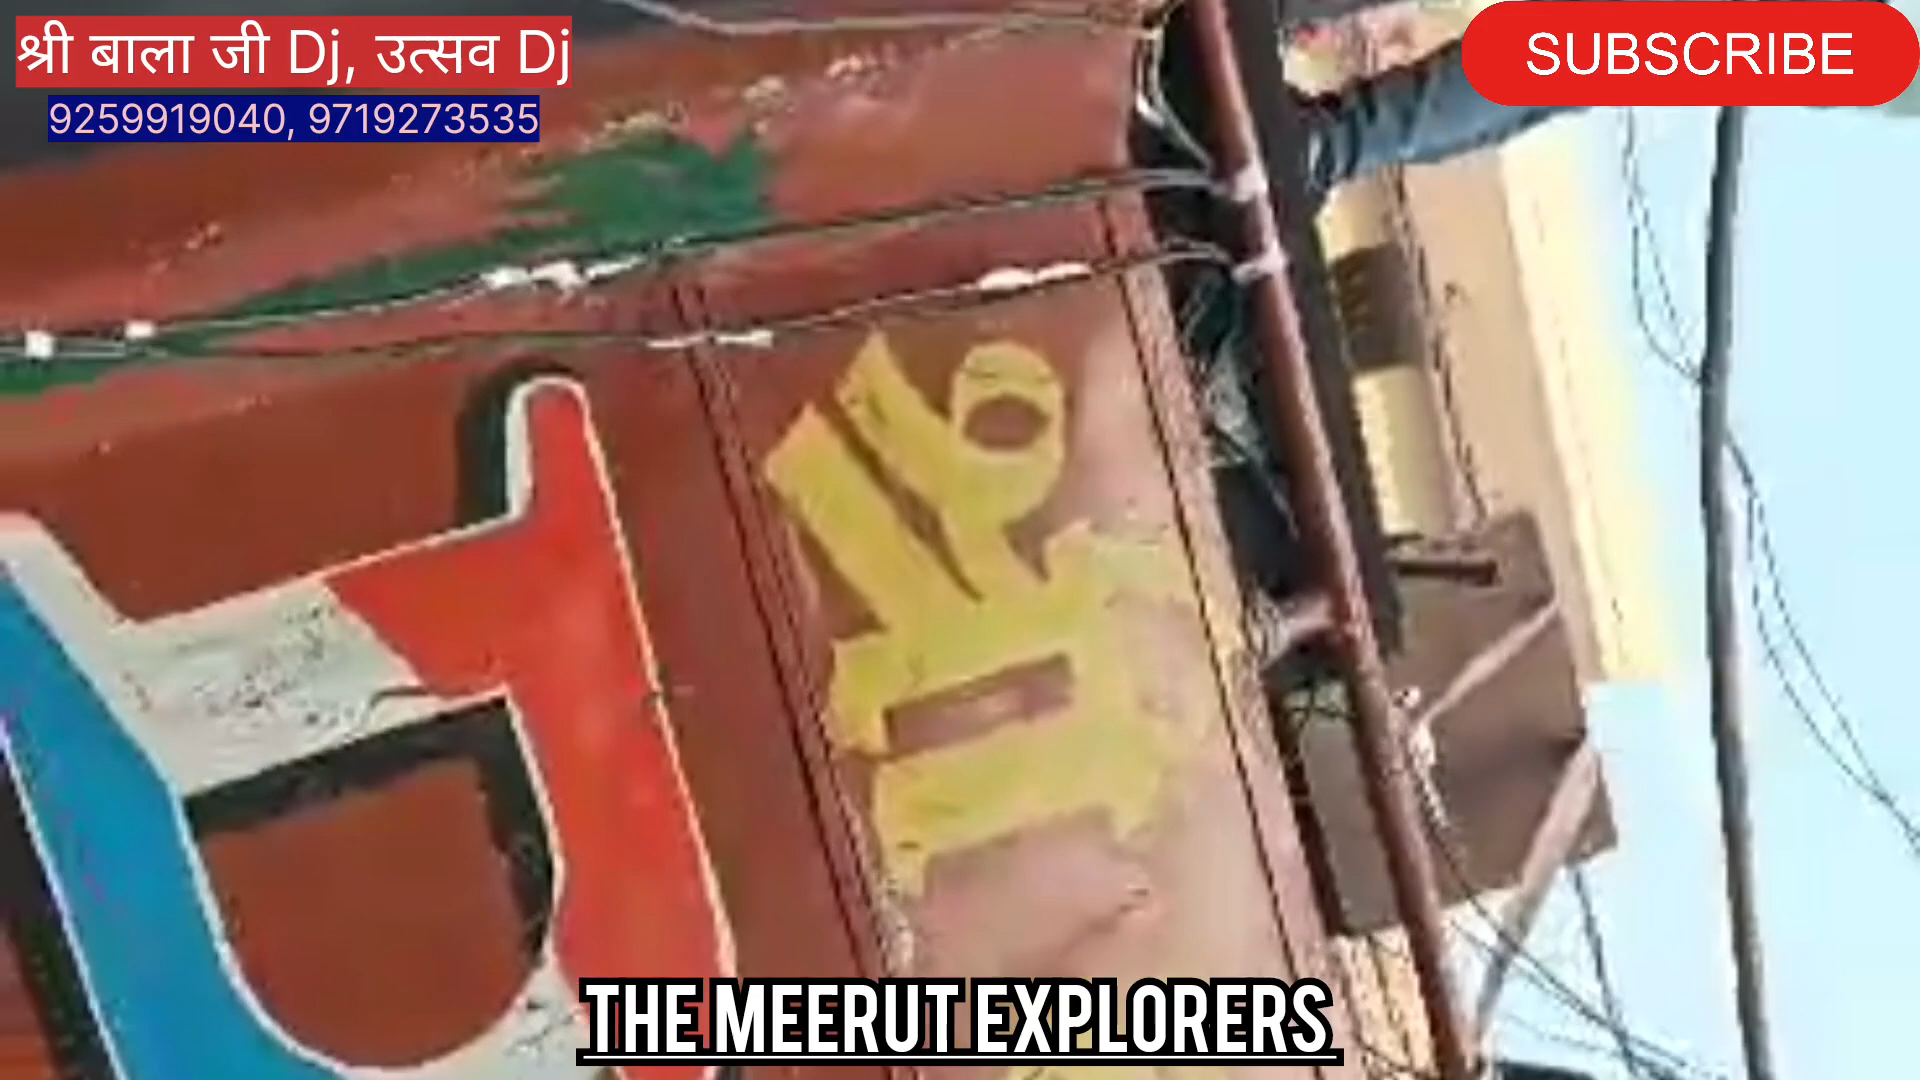 श्री बाला जी Dj, उत्सव Dj
SUBSCRIBE
9259919040, 9719273535
THE MEERUT EXPLORERS